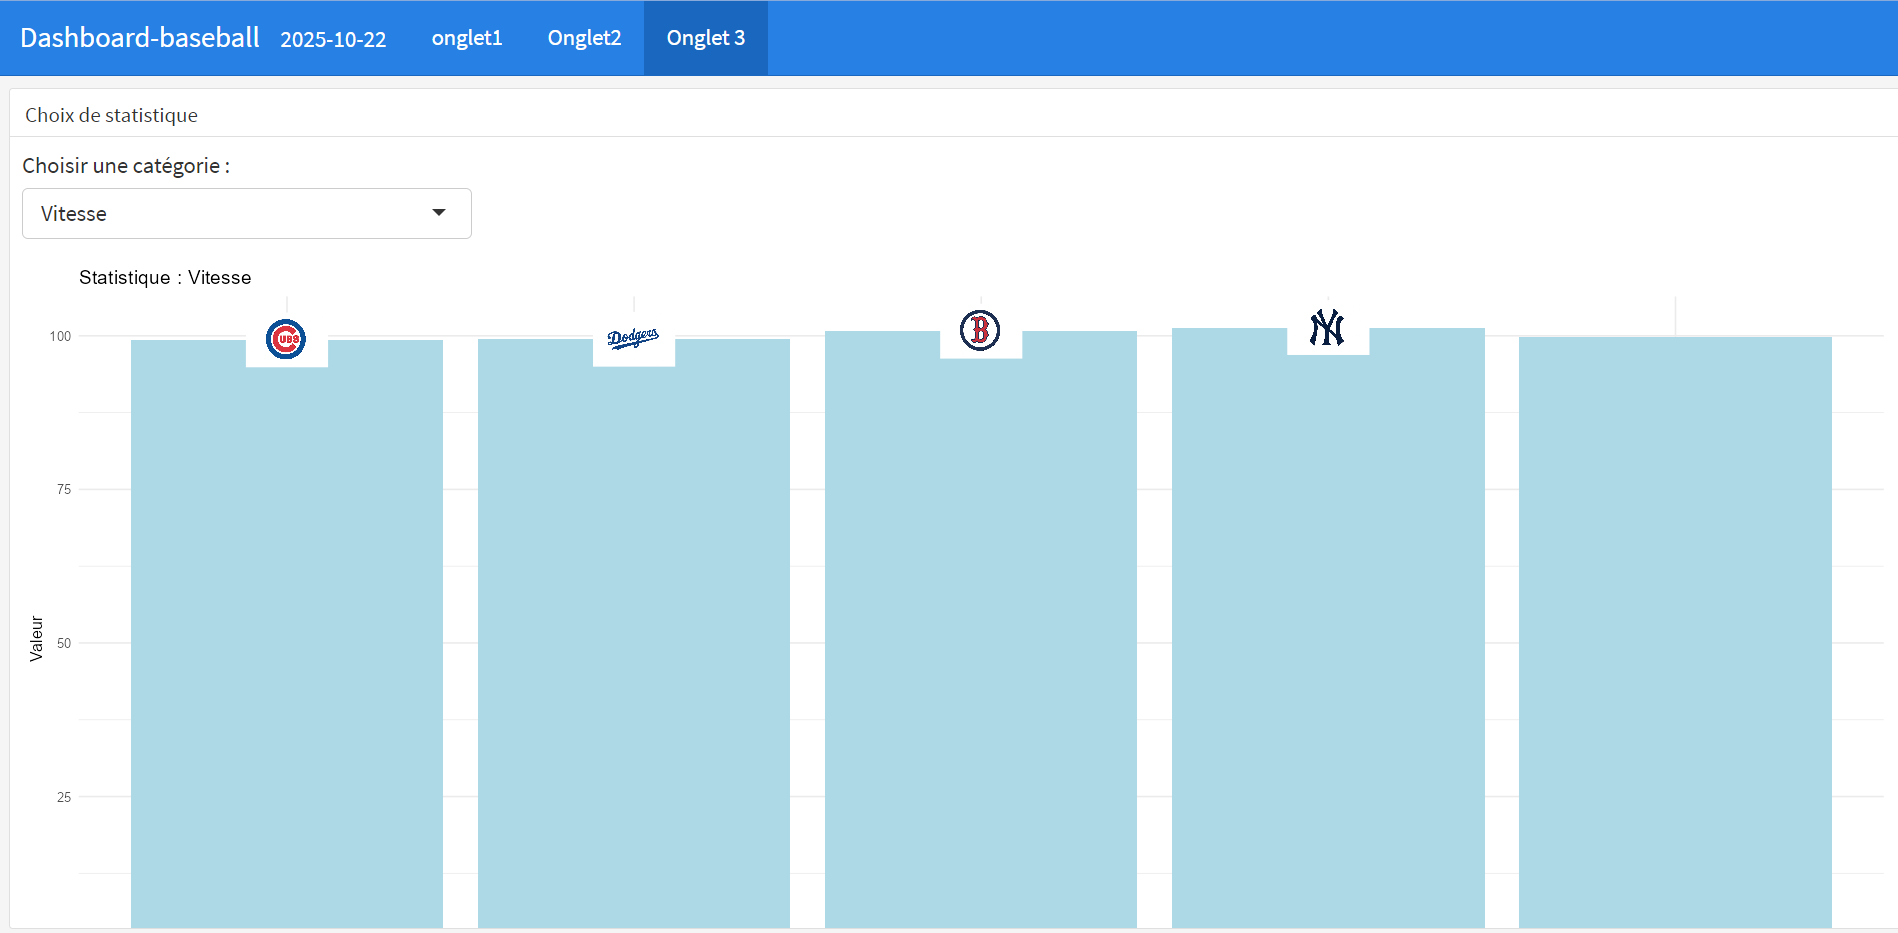 Dashboard-baseball 2025-10-22 onglet1 Onglet2 Onglet 3
Choix de statistique
Choisir une catégorie :
Vitesse
Statistique : Vitesse
100
75
50
25
Valeur
CUBS
Dodgers
B
NY